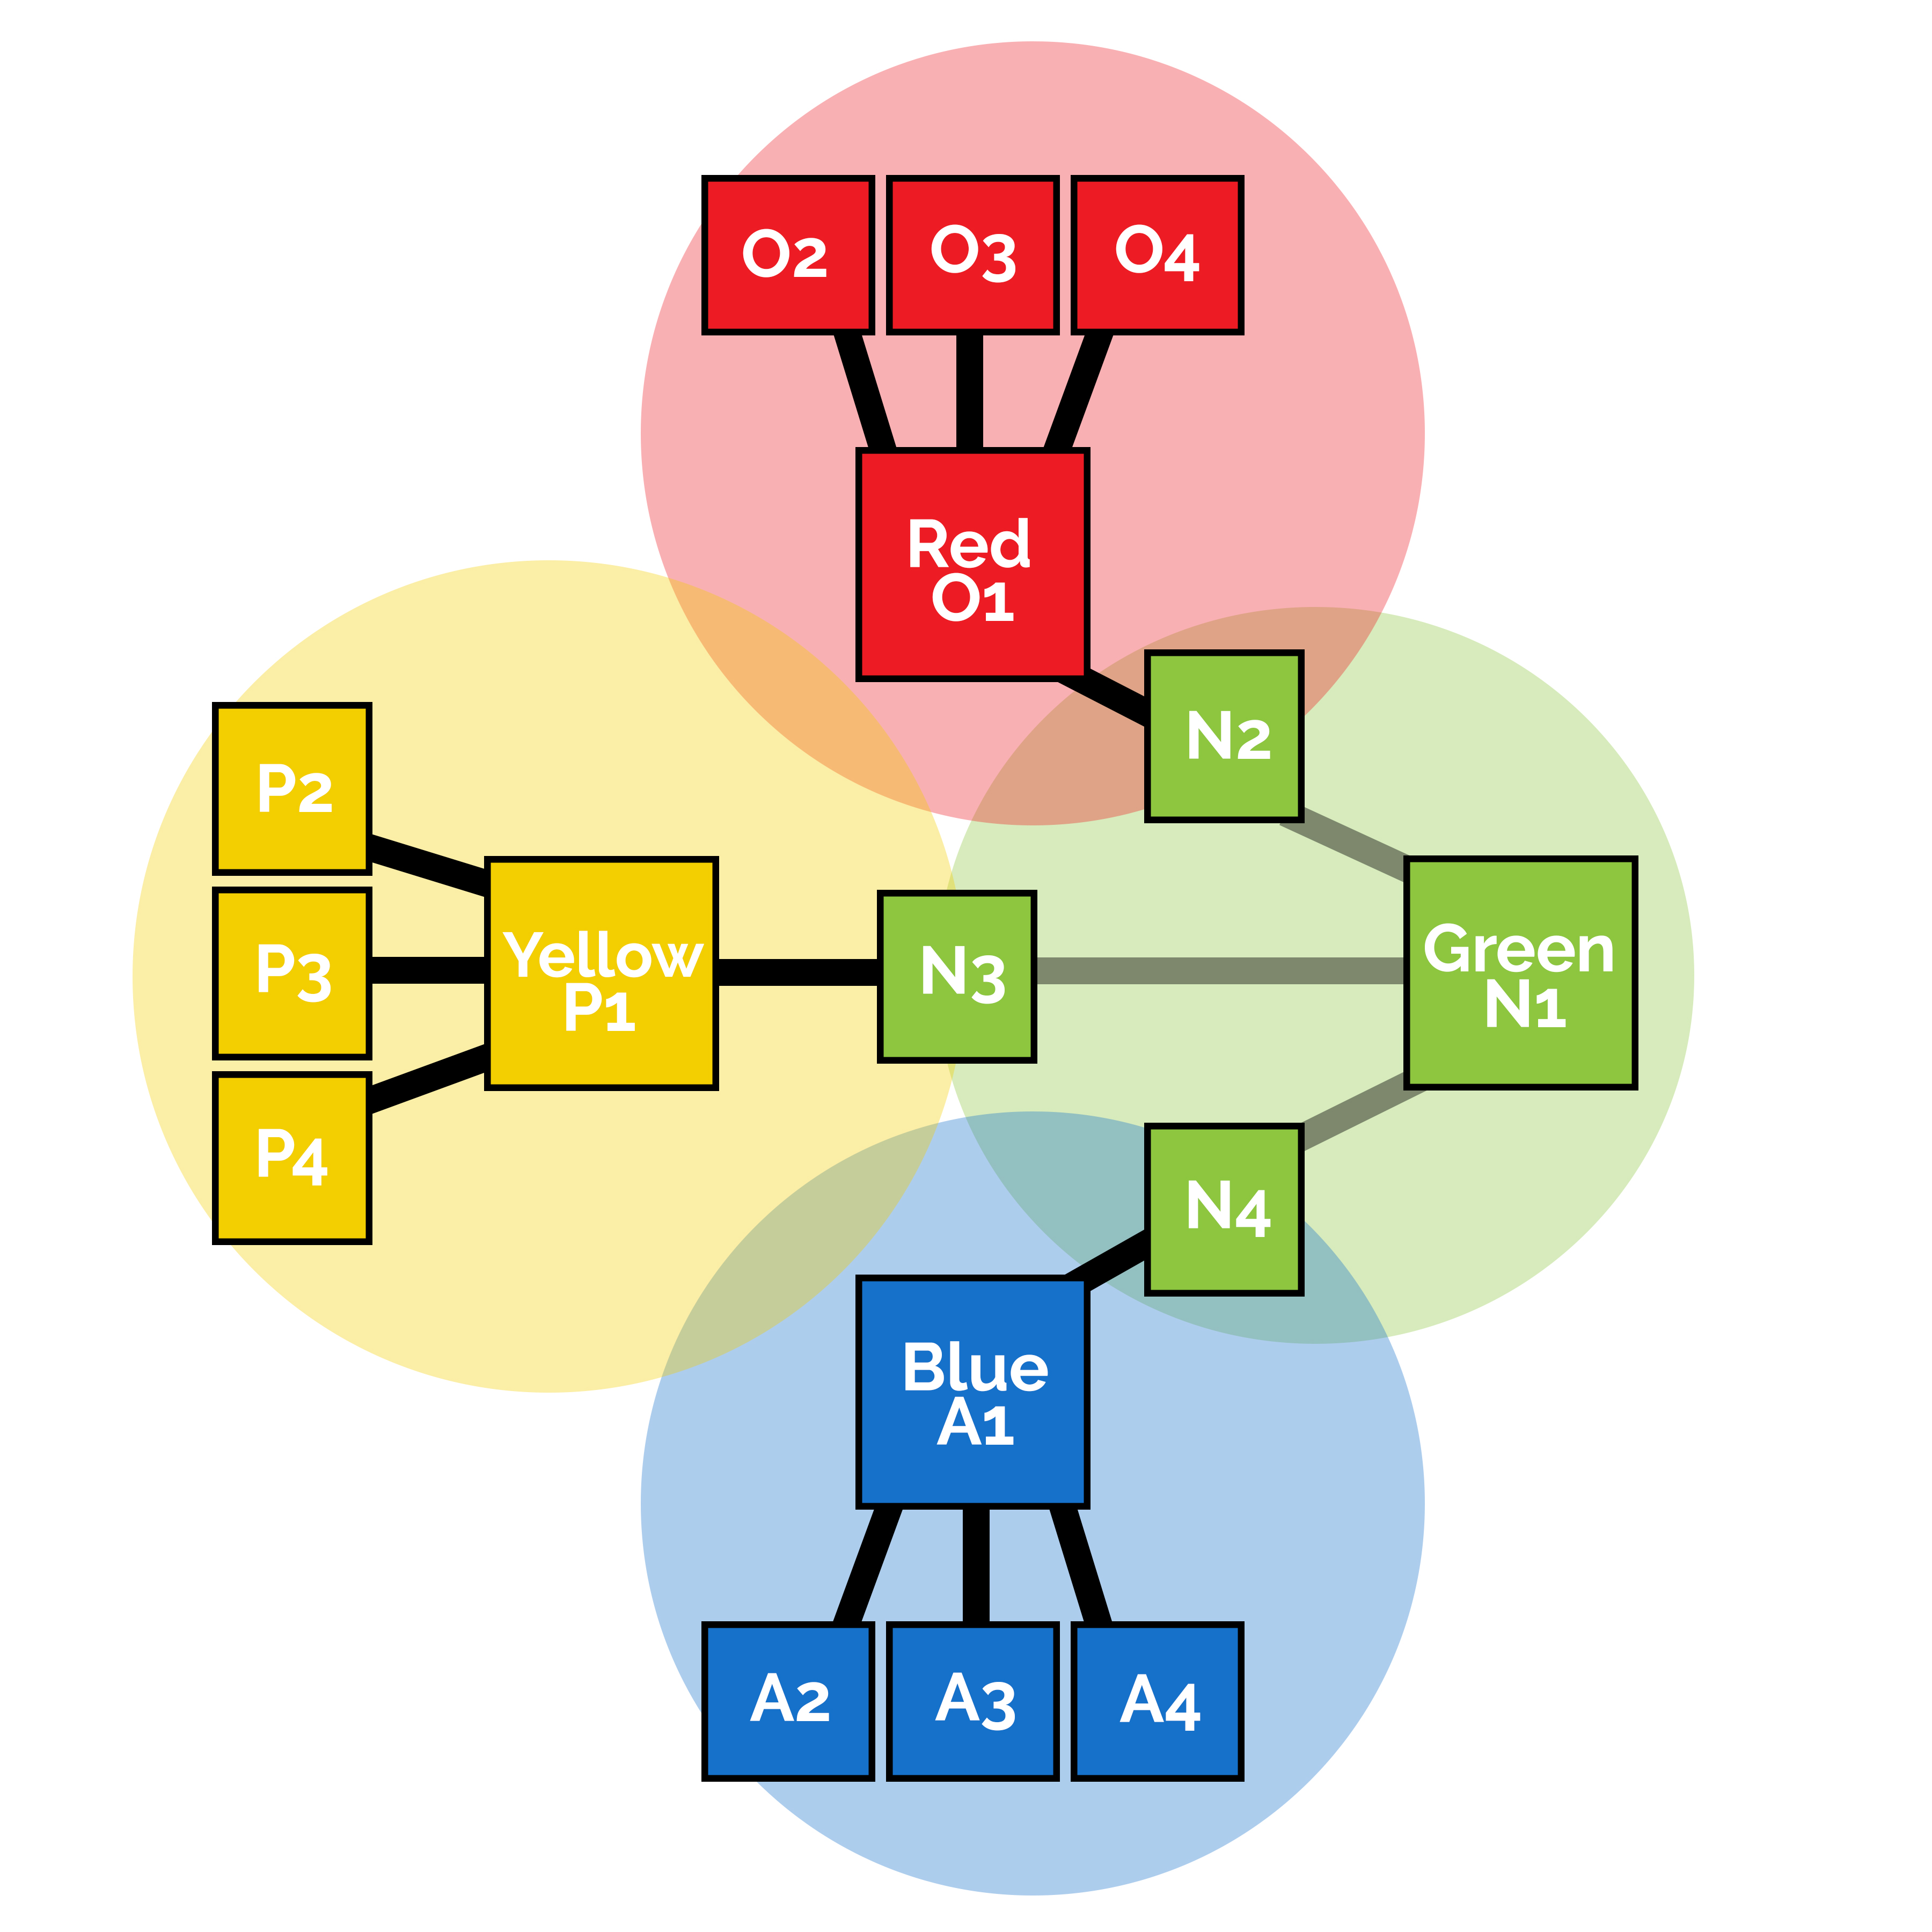 O2
O3
O4
Red
O1
N2
P2
P3
P4
Yellow
P1
N3
Green
N1
N4
Blue
A1
A2
A3
A4